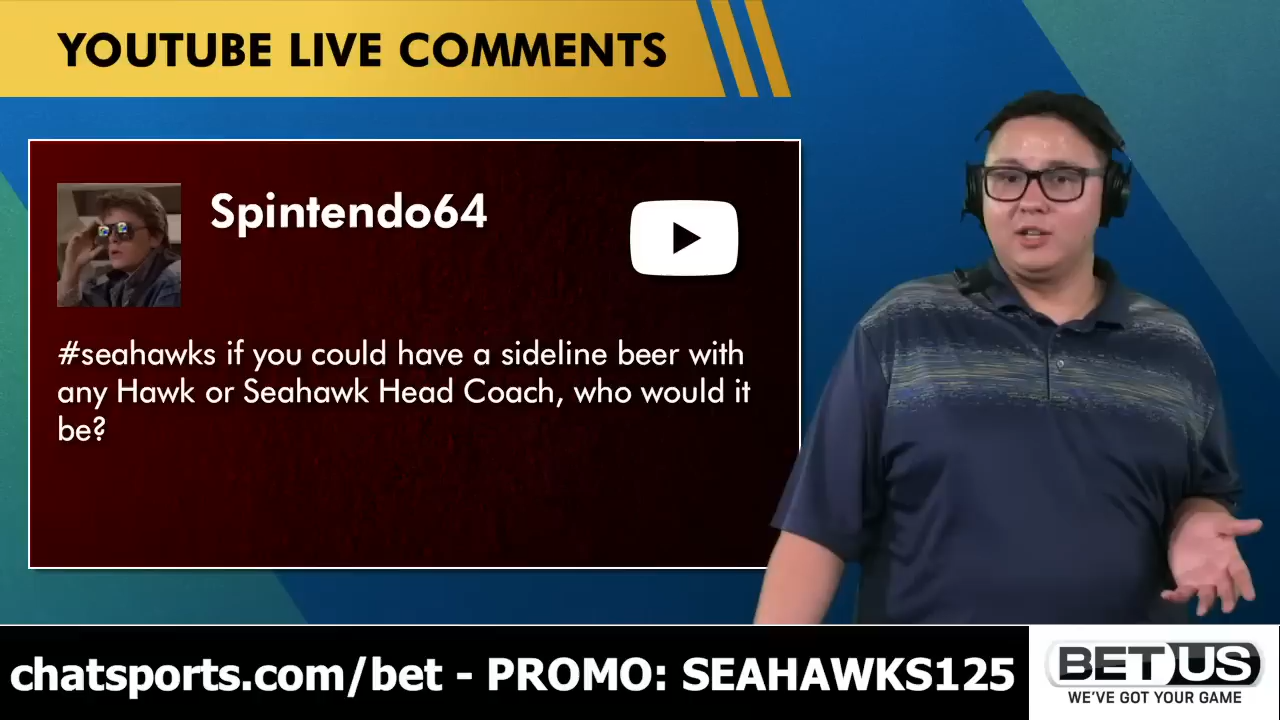 YOUTUBE LIVE COMMENTS
Spintendo64
#seahawks if you could have a sideline beer with
any Hawk or Seahawk Head Coach, who would it
be?
chatsports.com/bet - PROMO: SEAHAWKS125
BETUS
WE'VE GOT YOUR GAME